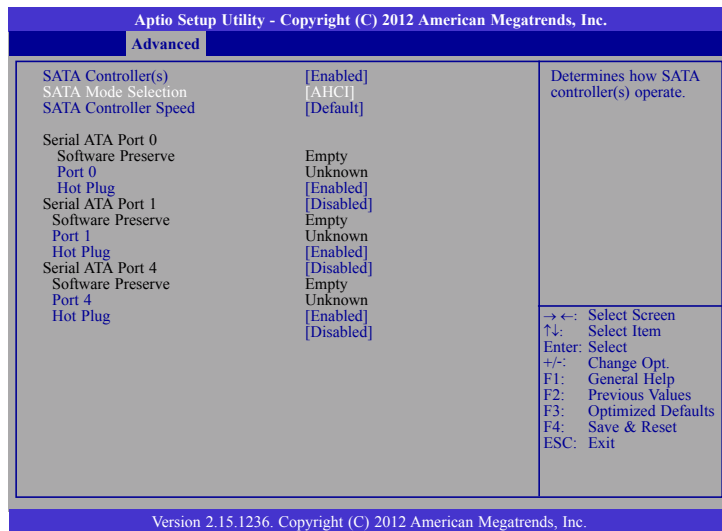 Aptio Setup Utility - Copyright (C) 2012 American Megatrends, Inc.
Advanced
SATA Controller(s) [Enabled]
SATA Mode Selection [AHCI]
SATA Controller Speed [Default]
Serial ATA Port 0
Software Preserve Empty
Port 0 Unknown
Hot Plug [Enabled]
Serial ATA Port 1 [Disabled]
Software Preserve Empty
Port 1 Unknown
Hot Plug [Enabled]
Serial ATA Port 4 [Disabled]
Software Preserve Empty
Port 4 Unknown
Hot Plug [Enabled]
[Disabled]
Determines how SATA
controller(s) operate.
→ ←: Select Screen
↑↓: Select Item
Enter: Select
+/-: Change Opt.
F1: General Help
F2: Previous Values
F3: Optimized Defaults
F4: Save & Reset
ESC: Exit
Version 2.15.1236. Copyright (C) 2012 American Megatrends, Inc.